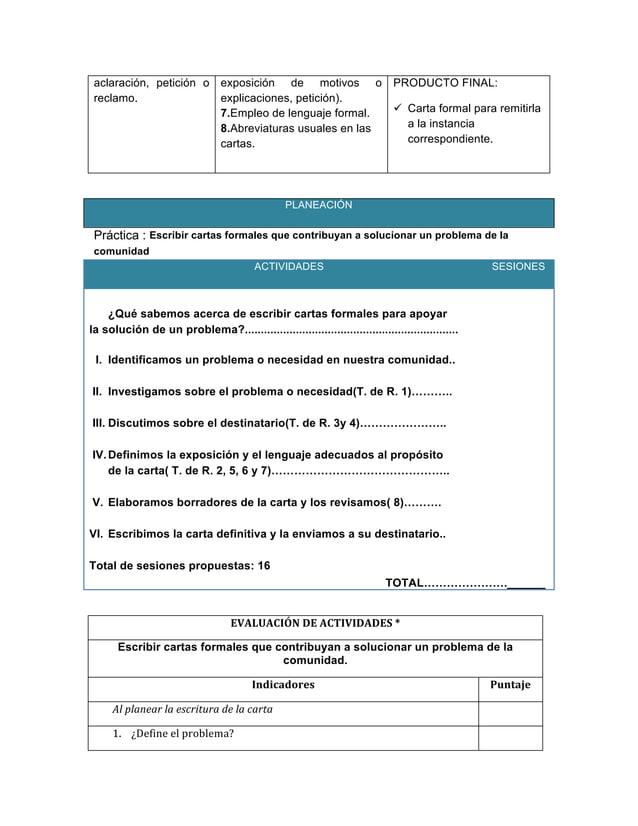 aclaración, petición o
reclamo.
exposición de motivos o
explicaciones, petición).
7.Empleo de lenguaje formal.
8.Abreviaturas usuales en las
cartas.
PRODUCTO FINAL:
✓ Carta formal para remitirla
a la instancia
correspondiente.
PLANEACIÓN
Práctica : Escribir cartas formales que contribuyan a solucionar un problema de la
comunidad
ACTIVIDADES SESIONES
¿Qué sabemos acerca de escribir cartas formales para apoyar
la solución de un problema?...................................................................
I. Identificamos un problema o necesidad en nuestra comunidad..
II. Investigamos sobre el problema o necesidad(T. de R. 1)………..
III. Discutimos sobre el destinatario(T. de R. 3y 4)…………………..
IV. Definimos la exposición y el lenguaje adecuados al propósito
de la carta( T. de R. 2, 5, 6 y 7)………………………………………..
V. Elaboramos borradores de la carta y los revisamos( 8)……….
VI. Escribimos la carta definitiva y la enviamos a su destinatario..
Total de sesiones propuestas: 16
TOTAL………………….______
EVALUACIÓN DE ACTIVIDADES *
Escribir cartas formales que contribuyan a solucionar un problema de la
comunidad.
Indicadores Puntaje
Al planear la escritura de la carta
1. ¿Define el problema?